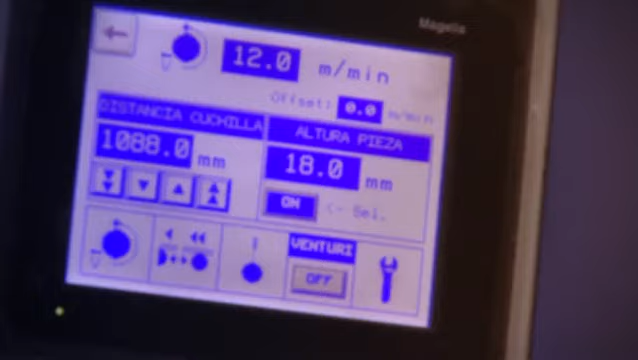 Magelis
12.0 m/min
Offset: 0.0 m/min
DISTANCIA CUCHILLA
1088.0 mm
ALTURA PIEZA
18.0 mm
ON <- Sel.
VENTURI
OFF